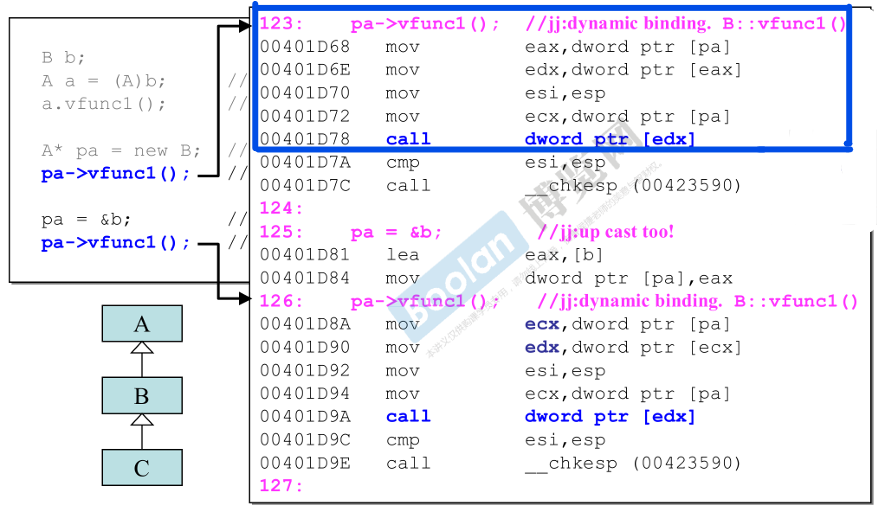 B b;
A a = (A)b; //
a.vfunc1(); //
A* pa = new B; //
pa->vfunc1(); //
pa = &b; //
pa->vfunc1(); //
A
B
C
123: pa->vfunc1(); //jj:dynamic binding. B::vfunc1()
00401D68 mov eax,dword ptr [pa]
00401D6E mov edx,dword ptr [eax]
00401D70 mov esi,esp
00401D72 mov ecx,dword ptr [pa]
00401D78 call dword ptr [edx]
00401D7A cmp esi,esp
00401D7C call __chkesp (00423590)
124:
125: pa = &b; //jj:up cast too!
00401D81 lea eax,[b]
00401D84 mov dword ptr [pa],eax
126: pa->vfunc1(); //jj:dynamic binding. B::vfunc1()
00401D8A mov ecx,dword ptr [pa]
00401D90 mov edx,dword ptr [ecx]
00401D92 mov esi,esp
00401D94 mov ecx,dword ptr [pa]
00401D9A call dword ptr [edx]
00401D9C cmp esi,esp
00401D9E call __chkesp (00423590)
127:
Boolan 博览网